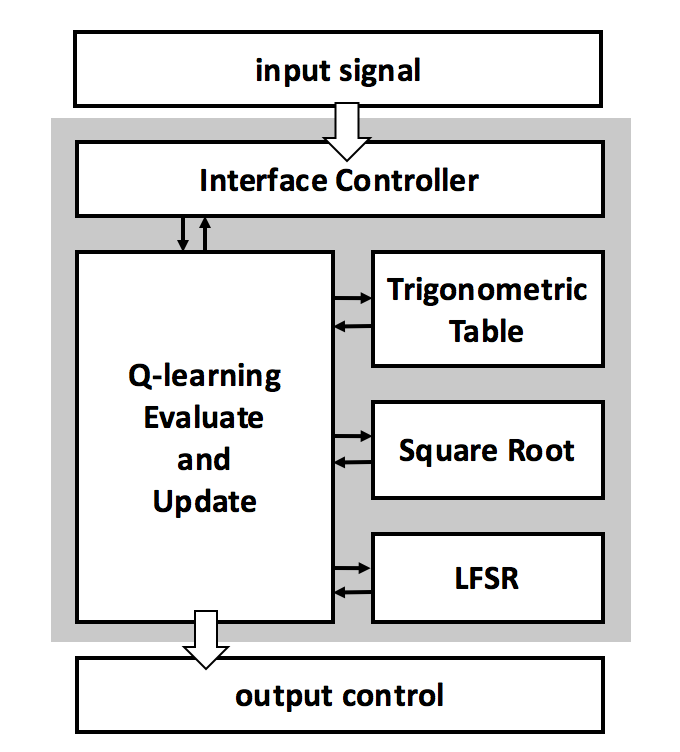 input signal
Interface Controller
Q-learning
Evaluate
and
Update
Trigonometric
Table
Square Root
LFSR
output control